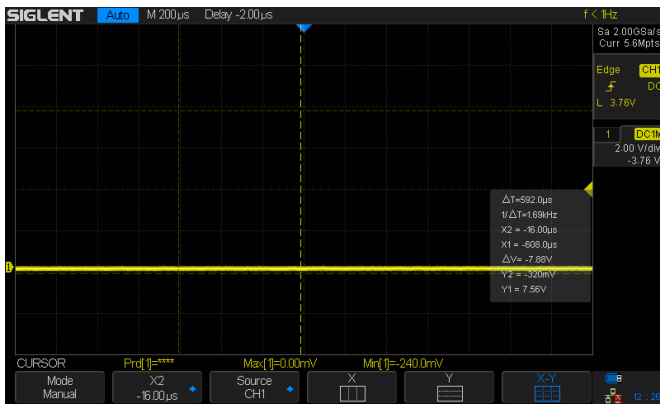 SIGLENT Auto M 200µs Delay -2.00µs f < 1Hz
Sa 2.00GSa/s
Curr 5.6Mpts
Edge CH1
DC
L 3.76V
1 DC1M
2.00 V/div
-3.76 V
△T=592.0µs
1/△T=1.69kHz
X2 = -16.00µs
X1 = -608.0µs
△V= -7.88V
Y2 = -320mV
Y1 = 7.56V
1
CURSOR Prd[1]=**** Max[1]=0.00mV Min[1]=-240.0mV
Mode X2 Source X Y X-Y
Manual -16.00µs CH1
12 : 26